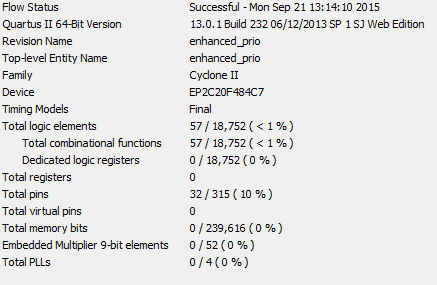 Flow Status Successful - Mon Sep 21 13:14:10 2015
Quartus II 64-Bit Version 13.0.1 Build 232 06/12/2013 SP 1 SJ Web Edition
Revision Name enhanced_prio
Top-level Entity Name enhanced_prio
Family Cyclone II
Device EP2C20F484C7
Timing Models Final
Total logic elements 57 / 18,752 ( < 1 % )
Total combinational functions 57 / 18,752 ( < 1 % )
Dedicated logic registers 0 / 18,752 ( 0 % )
Total registers 0
Total pins 32 / 315 ( 10 % )
Total virtual pins 0
Total memory bits 0 / 239,616 ( 0 % )
Embedded Multiplier 9-bit elements 0 / 52 ( 0 % )
Total PLLs 0 / 4 ( 0 % )